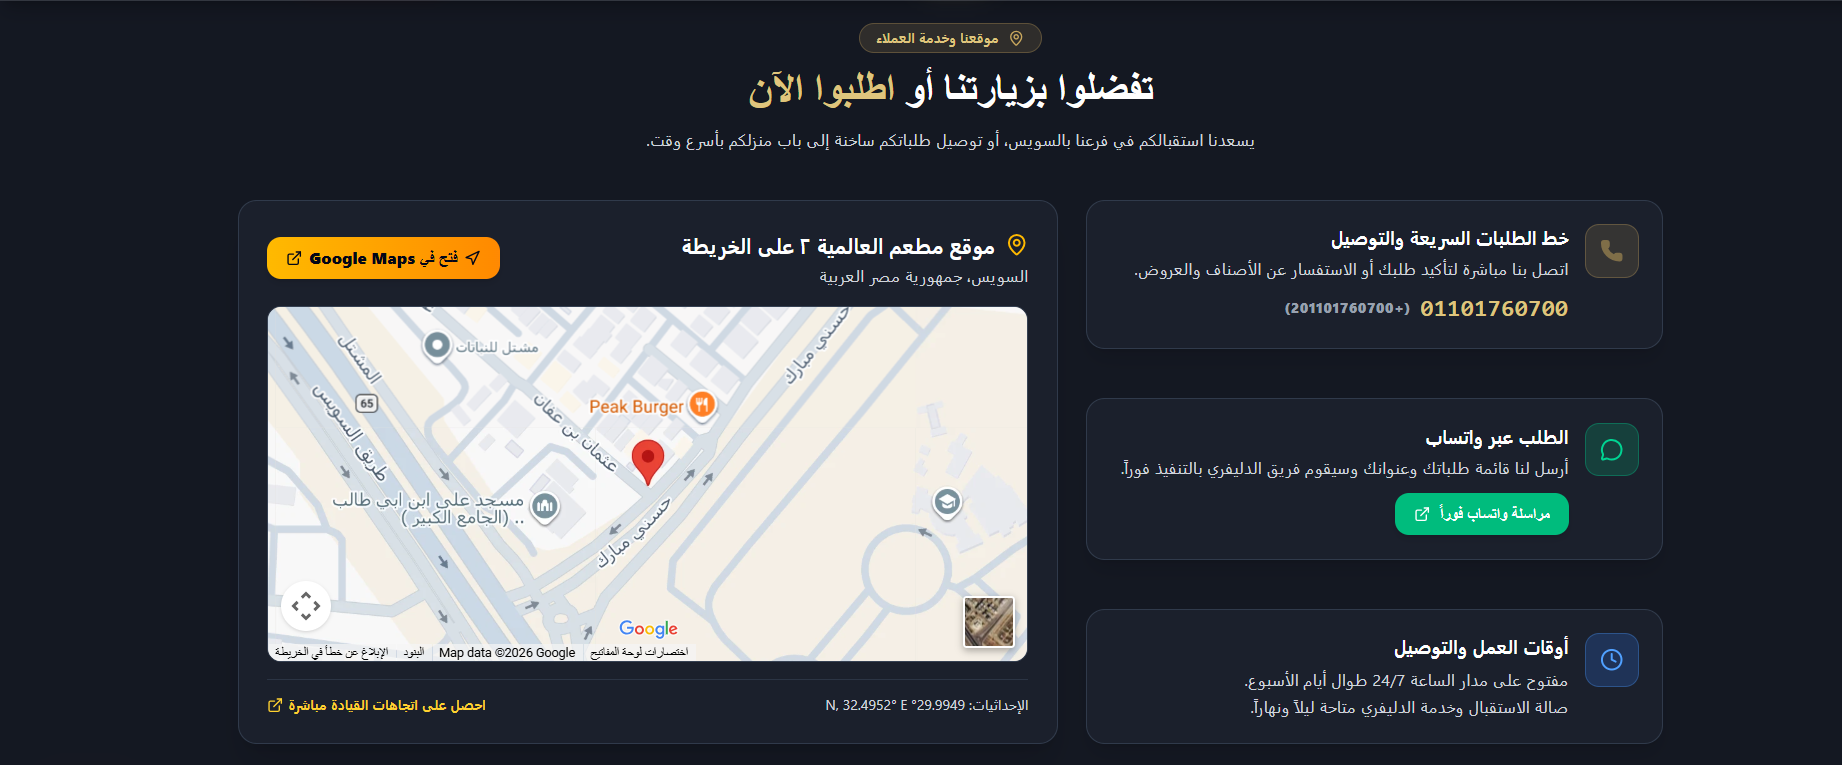 موقعنا وخدمة العملاء
تفضلوا بزيارتنا أو اطلبوا الآن
يسعدنا استقبالكم في فرعنا بالسويس، أو توصيل طلباتكم ساخنة إلى باب منزلكم بأسرع وقت.
خط الطلبات السريعة والتوصيل
اتصل بنا مباشرة لتأكيد طلبك أو الاستفسار عن الأصناف والعروض.
01101760700 (+201101760700)
الطلب عبر واتساب
أرسل لنا قائمة طلباتك وعنوانك وسيقوم فريق الدليفري بالتنفيذ فوراً.
مراسلة واتساب فوراً
أوقات العمل والتوصيل
مفتوح على مدار الساعة 24/7 طوال أيام الأسبوع.
صالة الاستقبال وخدمة الدليفري متاحة ليلاً ونهاراً.
موقع مطعم العالمية ٢ على الخريطة
السويس، جمهورية مصر العربية
فتح في Google Maps
حسني مبارك
مشتل للنباتات
المشتل
65
طريق السويس
Peak Burger
عثمان بن عفان
مسجد على ابن ابي طالب
.. (الجامع الكبير )
حسني مبارك
Google
اختصارات لوحة المفاتيح
Map data ©2026 Google
البنود
الإبلاغ عن خطأ في الخريطة
الإحداثيات: 29.9949° N, 32.4952° E
احصل على اتجاهات القيادة مباشرة